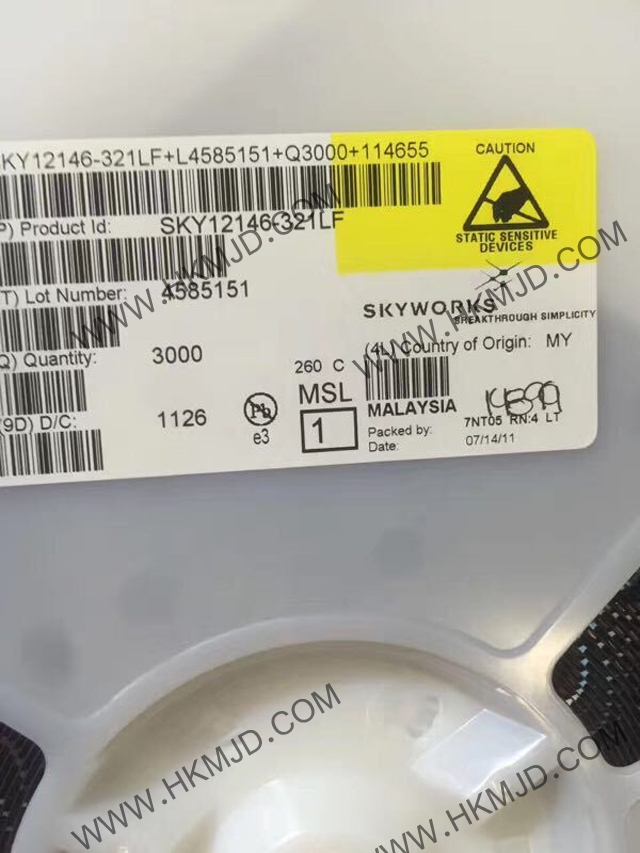 KY12146-321LF+L4585151+Q3000+114655
CAUTION
STATIC SENSITIVE
DEVICES
P) Product Id: SKY12146-321LF
T) Lot Number: 4585151
SKYWORKS
BREAKTHROUGH SIMPLICITY
Q) Quantity: 3000
(4L) Country of Origin: MY
260 C
MSL
1
MALAYSIA
(9D) D/C: 1126
Pb
e3
Packed by: 7NT05 RN:4 LT
Date: 07/14/11
WWW.HKMJD.COM
WWW.HKMJD.COM
WWW.HKMJD.COM
WWW.HKMJD.COM